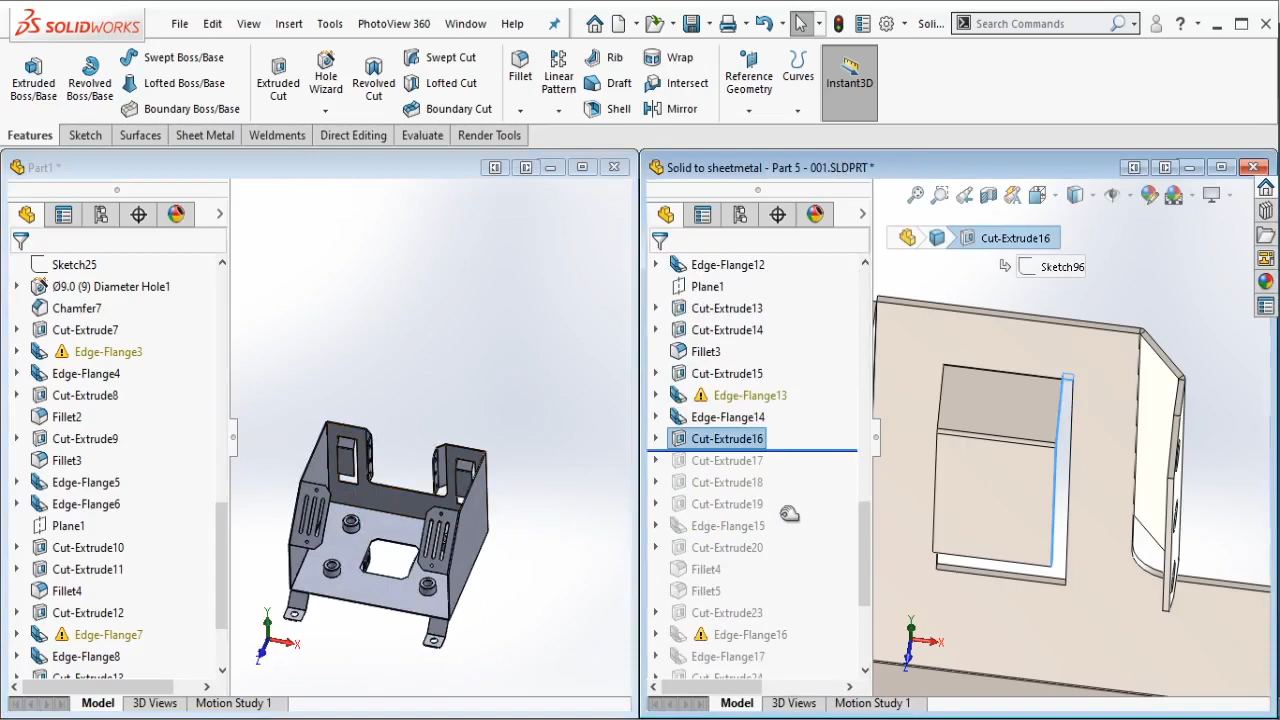 SOLIDWORKS
File
Edit
View
Insert
Tools
PhotoView 360
Window
Help
Soli...
Search Commands
?
Extruded
Boss/Base
Revolved
Boss/Base
Swept Boss/Base
Lofted Boss/Base
Boundary Boss/Base
Extruded
Cut
Hole
Wizard
Revolved
Cut
Swept Cut
Lofted Cut
Boundary Cut
Fillet
Linear
Pattern
Rib
Draft
Shell
Wrap
Intersect
Mirror
Reference
Geometry
Curves
Instant3D
Features
Sketch
Surfaces
Sheet Metal
Weldments
Direct Editing
Evaluate
Render Tools
Part1 *
Sketch25
Ø9.0 (9) Diameter Hole1
Chamfer7
Cut-Extrude7
Edge-Flange3
Edge-Flange4
Cut-Extrude8
Fillet2
Cut-Extrude9
Fillet3
Edge-Flange5
Edge-Flange6
Plane1
Cut-Extrude10
Cut-Extrude11
Fillet4
Cut-Extrude12
Edge-Flange7
Edge-Flange8
Cut-Extrude13
Y
X
Z
Model
3D Views
Motion Study 1
Solid to sheetmetal - Part 5 - 001.SLDPRT *
Edge-Flange12
Plane1
Cut-Extrude13
Cut-Extrude14
Fillet3
Cut-Extrude15
Edge-Flange13
Edge-Flange14
Cut-Extrude16
Cut-Extrude17
Cut-Extrude18
Cut-Extrude19
Edge-Flange15
Cut-Extrude20
Fillet4
Fillet5
Cut-Extrude23
Edge-Flange16
Edge-Flange17
Cut-Extrude24
Cut-Extrude16
Sketch96
Y
X
Z
Model
3D Views
Motion Study 1